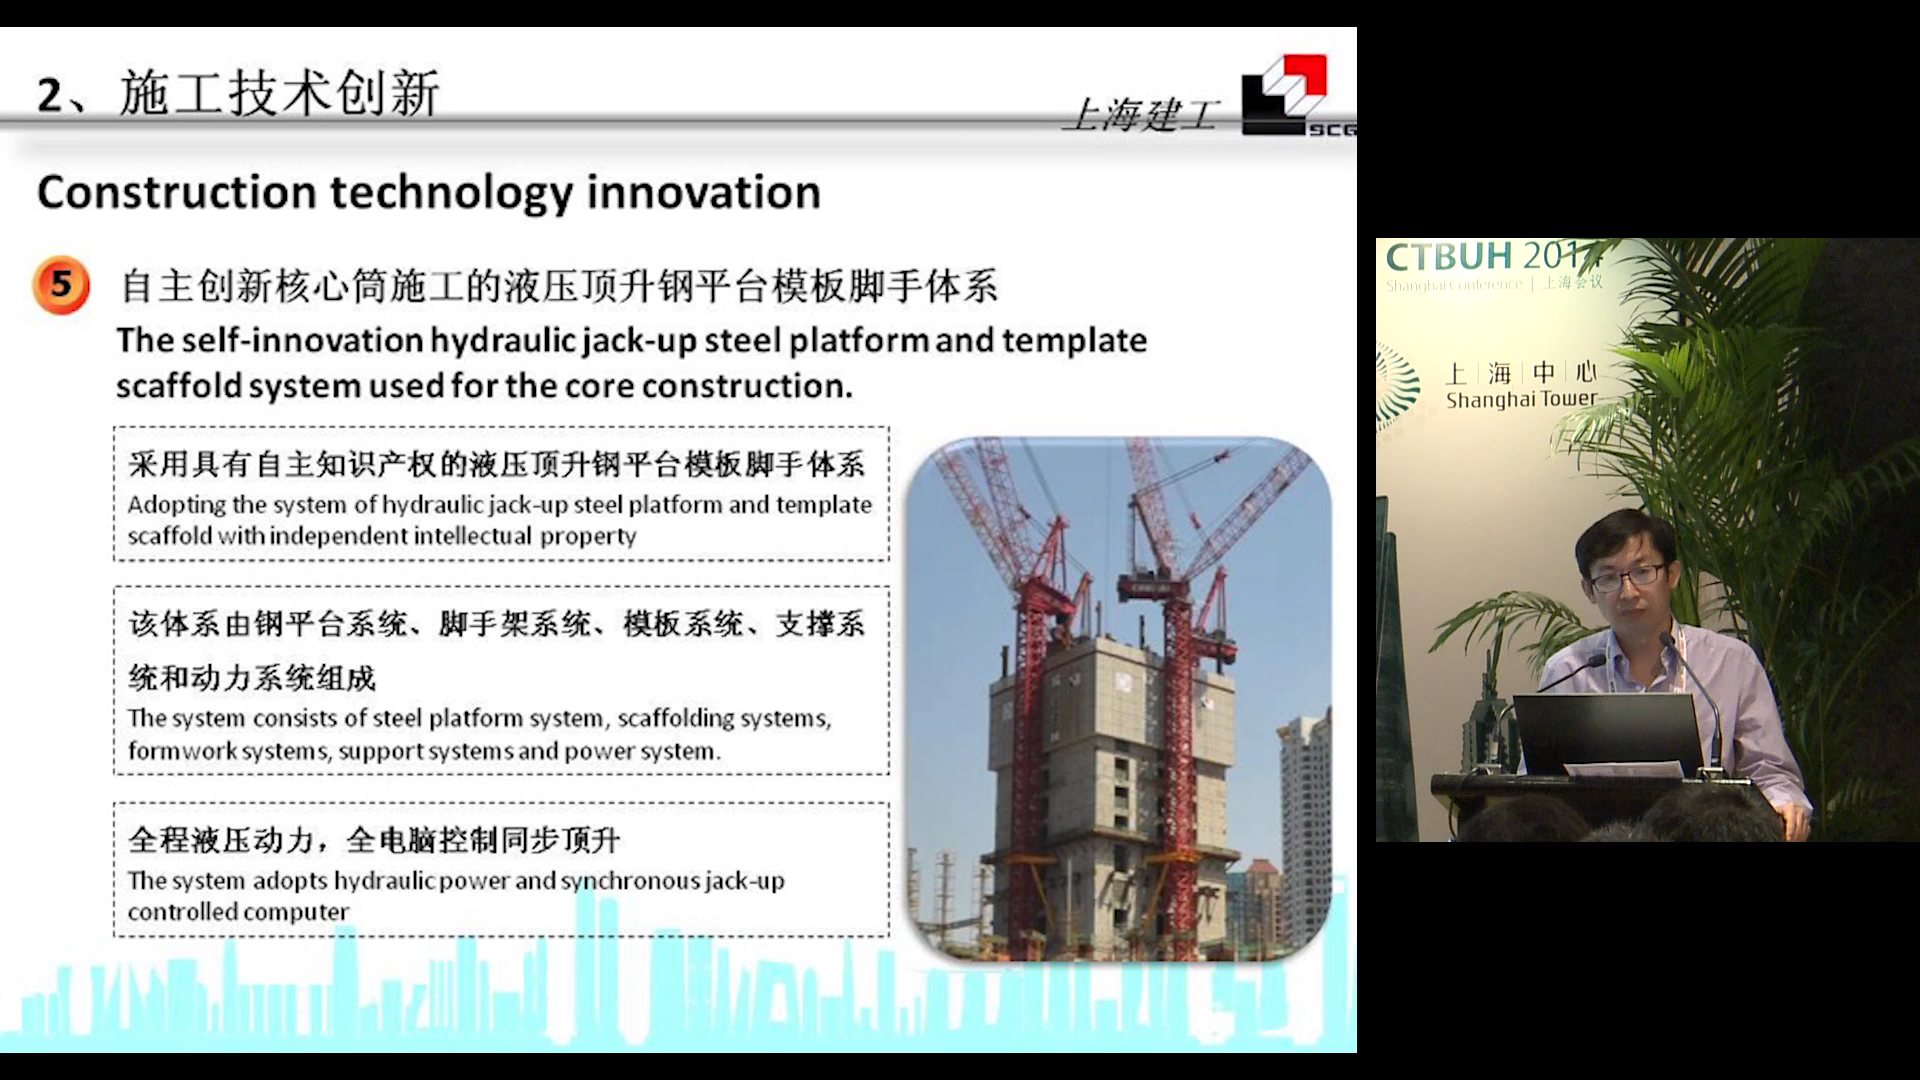 2、施工技术创新
上海建工
SCG
Construction technology innovation
5
自主创新核心筒施工的液压顶升钢平台模板脚手体系
The self-innovation hydraulic jack-up steel platform and template
scaffold system used for the core construction.
采用具有自主知识产权的液压顶升钢平台模板脚手体系
Adopting the system of hydraulic jack-up steel platform and template
scaffold with independent intellectual property
该体系由钢平台系统、脚手架系统、模板系统、支撑系
统和动力系统组成
The system consists of steel platform system, scaffolding systems,
formwork systems, support systems and power system.
全程液压动力，全电脑控制同步顶升
The system adopts hydraulic power and synchronous jack-up
controlled computer
CTBUH 2014
Shanghai Conference | 上海会议
上海中心
Shanghai Tower